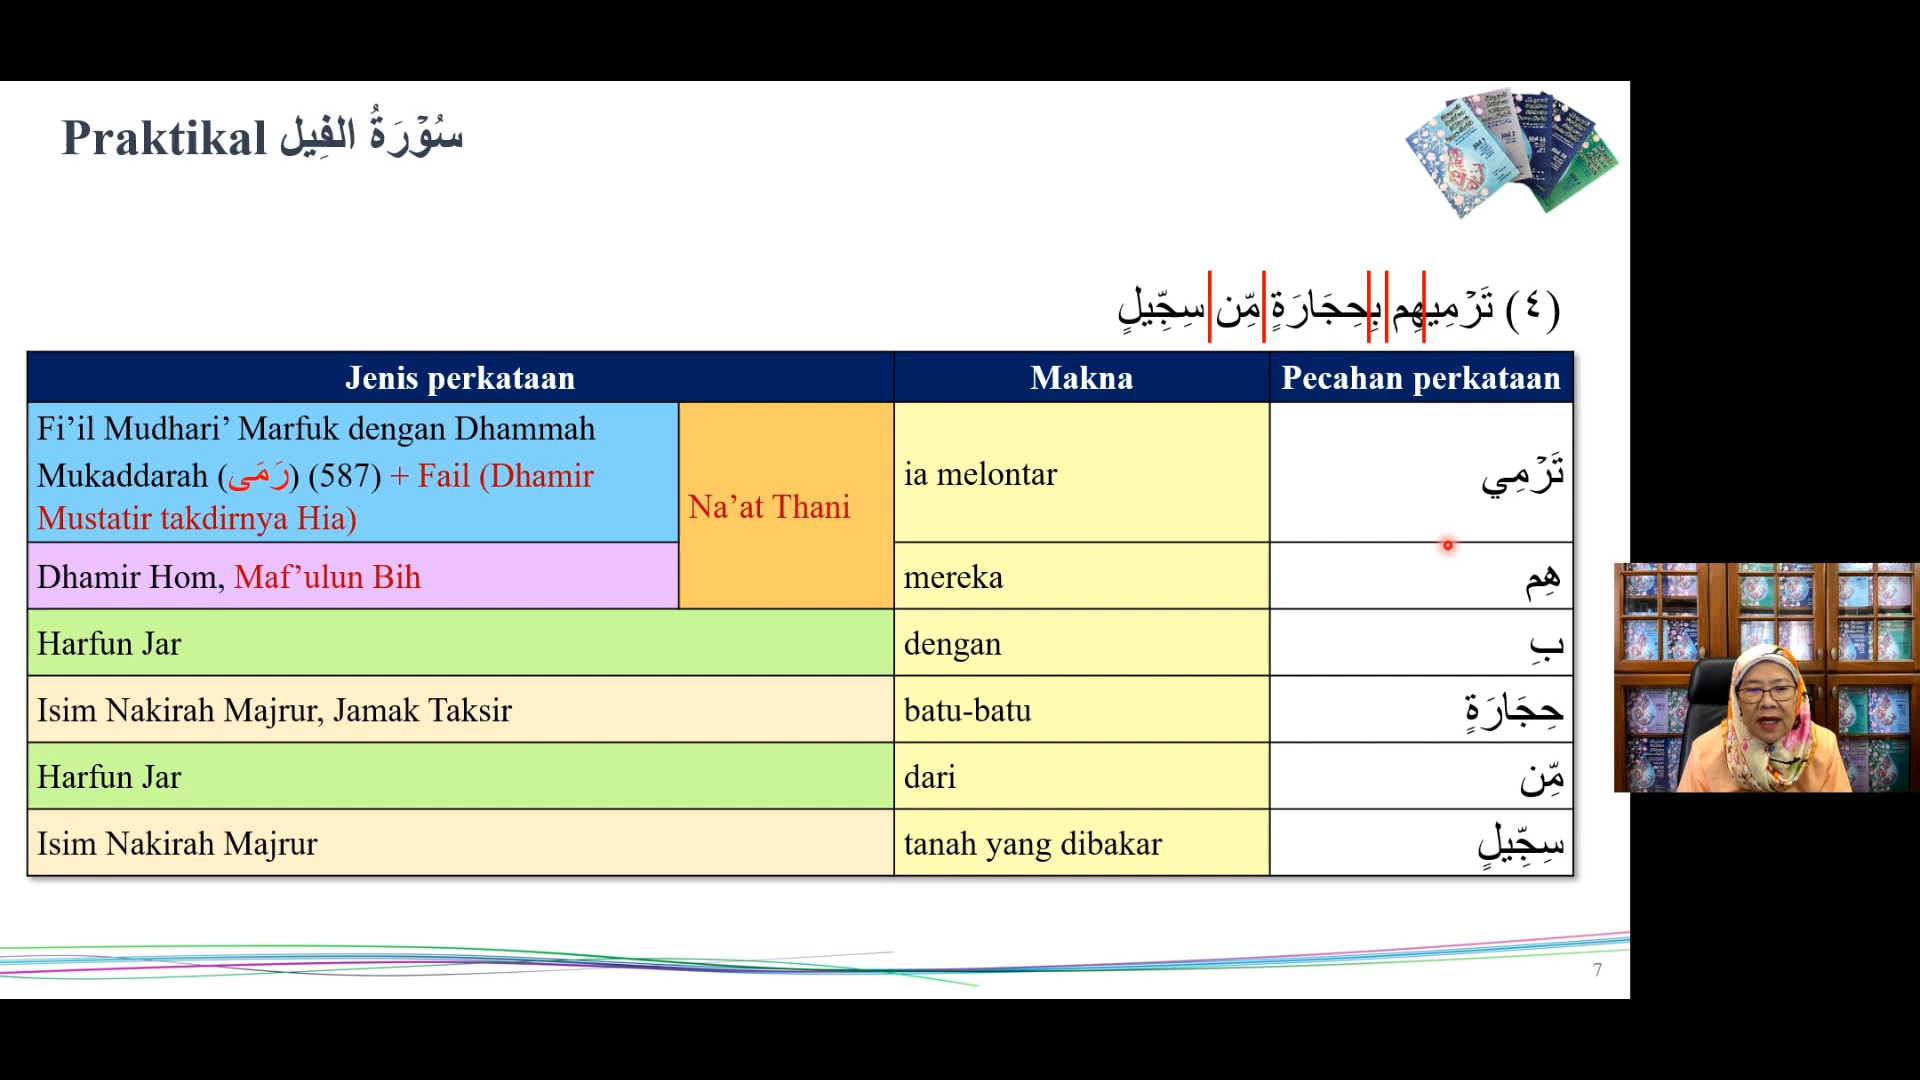 Praktikal سُوْرَةُ الفِيل
(٤) تَرْمِيهِم بِحِجَارَةٍ مِّن سِجِّيلٍ
Jenis perkataan Makna Pecahan perkataan
Fi’il Mudhari’ Marfuk dengan Dhammah
Mukaddarah (رَمَى) (587) + Fail (Dhamir
Mustatir takdirnya Hia)
Na’at Thani
ia melontar
تَرْمِي
Dhamir Hom, Maf’ulun Bih
mereka
هِم
Harfun Jar
dengan
بِ
Isim Nakirah Majrur, Jamak Taksir
batu-batu
حِجَارَةٍ
Harfun Jar
dari
مِّن
Isim Nakirah Majrur
tanah yang dibakar
سِجِّيلٍ
7